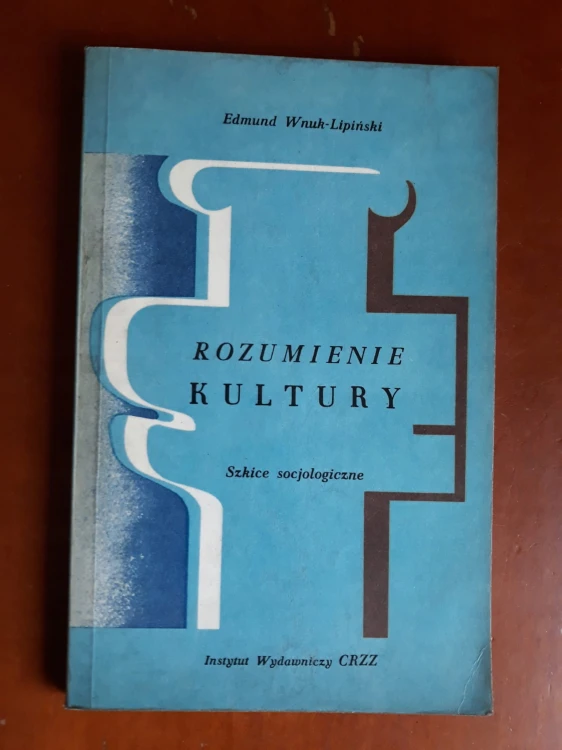 Edmund Wnuk-Lipiński
ROZUMIENIE
KULTURY
Szkice socjologiczne
Instytut Wydawniczy CRZZ